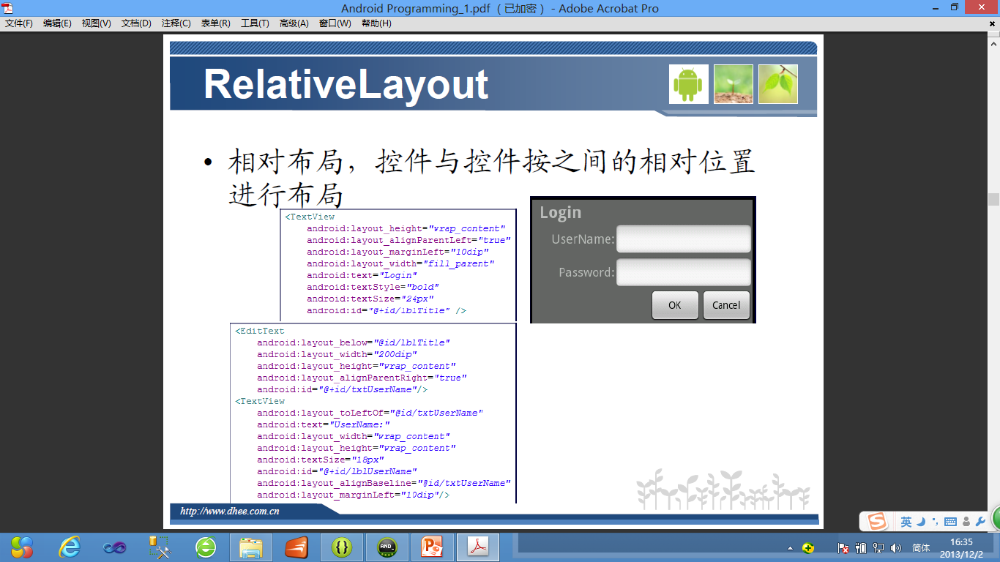 Android Programming_1.pdf （已加密） - Adobe Acrobat Pro
文件(F) 编辑(E) 视图(V) 文档(D) 注释(C) 表单(R) 工具(T) 高级(A) 窗口(W) 帮助(H)
RelativeLayout
• 相对布局，控件与控件按之间的相对位置
进行布局
<TextView
android:layout_height="wrap_content"
android:layout_alignParentLeft="true"
android:layout_marginLeft="10dip"
android:layout_width="fill_parent"
android:text="Login"
android:textStyle="bold"
android:textSize="24px"
android:id="@+id/lblTitle" />
Login
UserName:
Password:
OK Cancel
<EditText
android:layout_below="@id/lblTitle"
android:layout_width="200dip"
android:layout_height="wrap_content"
android:layout_alignParentRight="true"
android:id="@+id/txtUserName"/>
<TextView
android:layout_toLeftOf="@id/txtUserName"
android:text="UserName:"
android:layout_width="wrap_content"
android:layout_height="wrap_content"
android:textSize="18px"
android:id="@+id/lblUserName"
android:layout_alignBaseline="@id/txtUserName"
android:layout_marginLeft="10dip"/>
http://www.dhee.com.cn
英
AND_
简体
16:35
2013/12/2